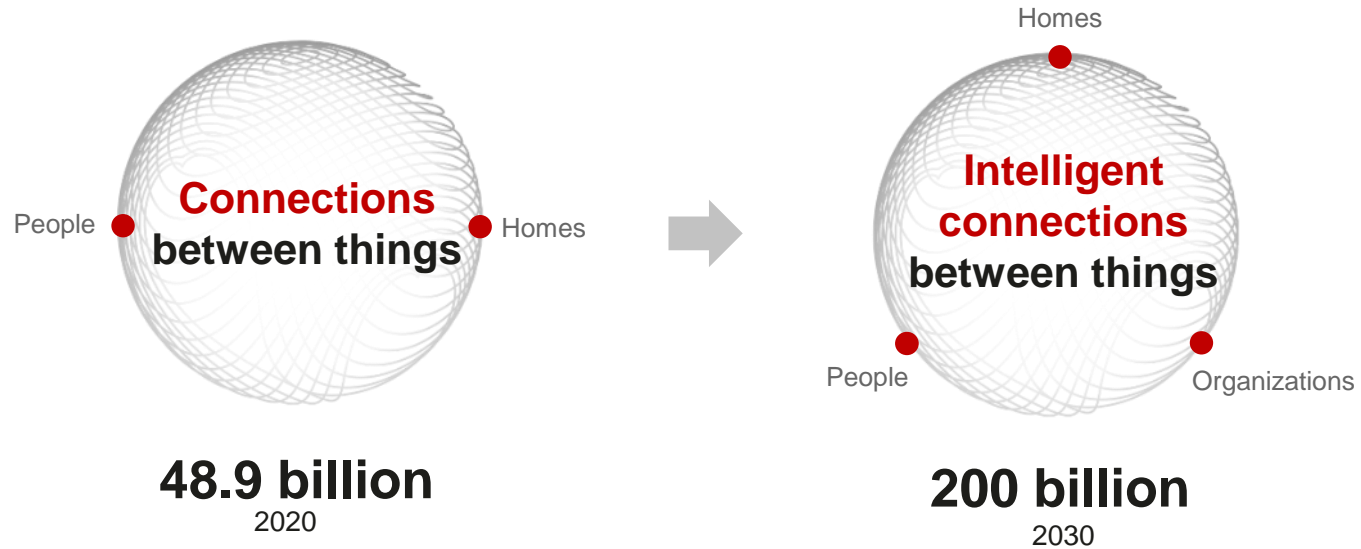 People
Connections
between things
Homes
48.9 billion
2020
Homes
Intelligent
connections
between things
People
Organizations
200 billion
2030